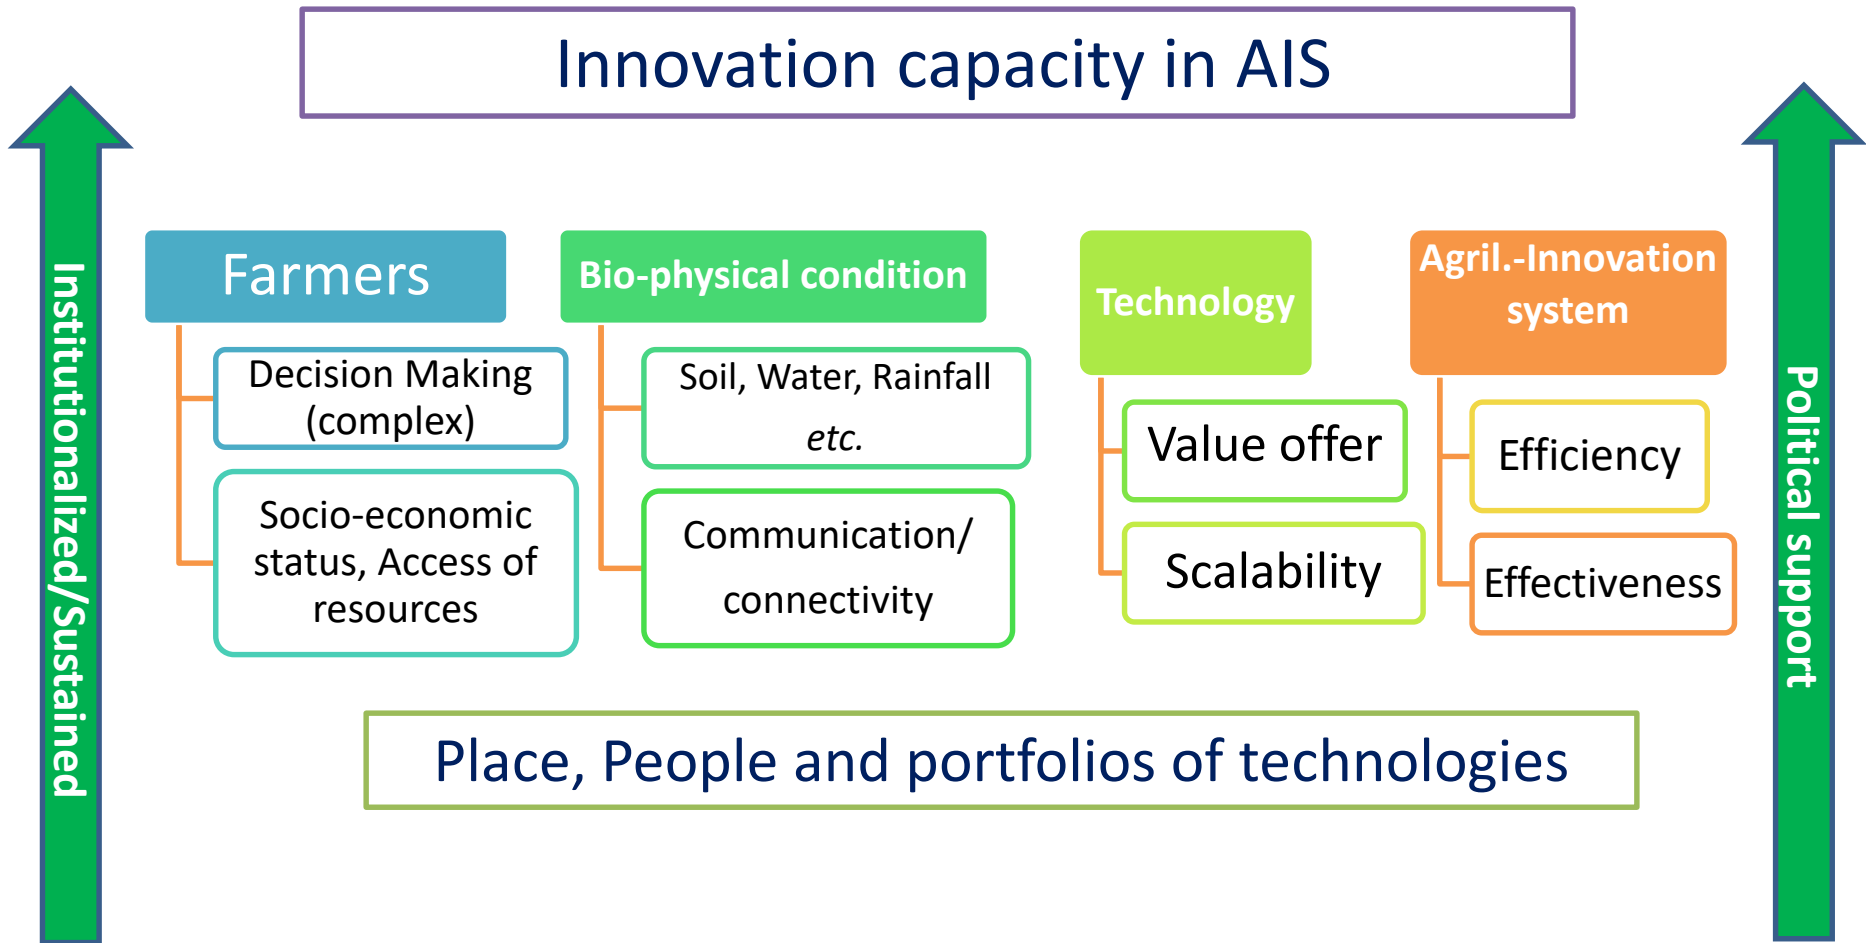 Innovation capacity in AIS
Institutionalized/Sustained
Farmers
Decision Making
(complex)
Socio-economic
status, Access of
resources
Bio-physical condition
Soil, Water, Rainfall
etc.
Communication/
connectivity
Technology
Value offer
Scalability
Agril.-Innovation
system
Efficiency
Effectiveness
Political support
Place, People and portfolios of technologies